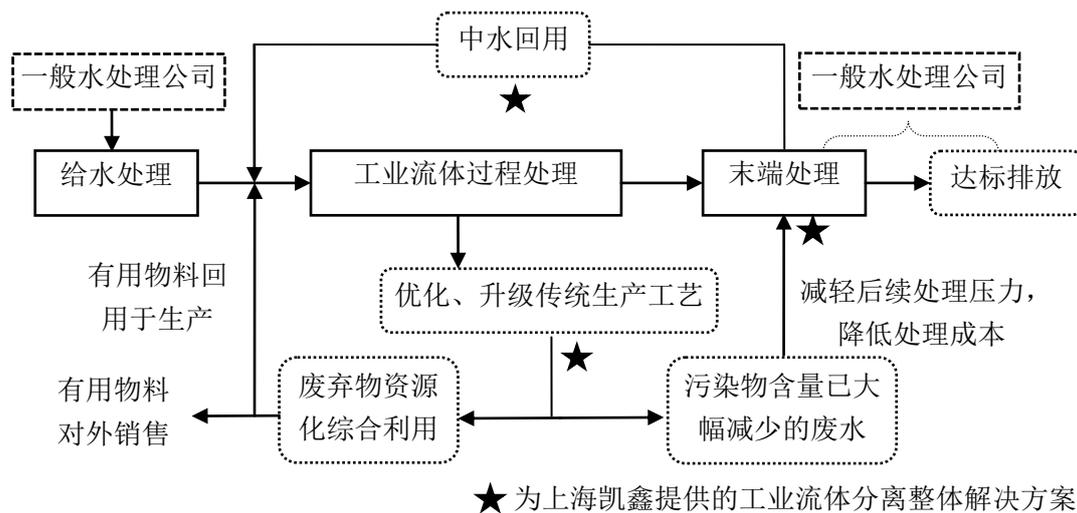 中水回用
一般水处理公司
一般水处理公司
给水处理
工业流体过程处理
末端处理
达标排放
有用物料回
用于生产
优化、升级传统生产工艺
减轻后续处理压力，
降低处理成本
有用物料
对外销售
废弃物资源
化综合利用
污染物含量已大
幅减少的废水
★为上海凯鑫提供的工业流体分离整体解决方案